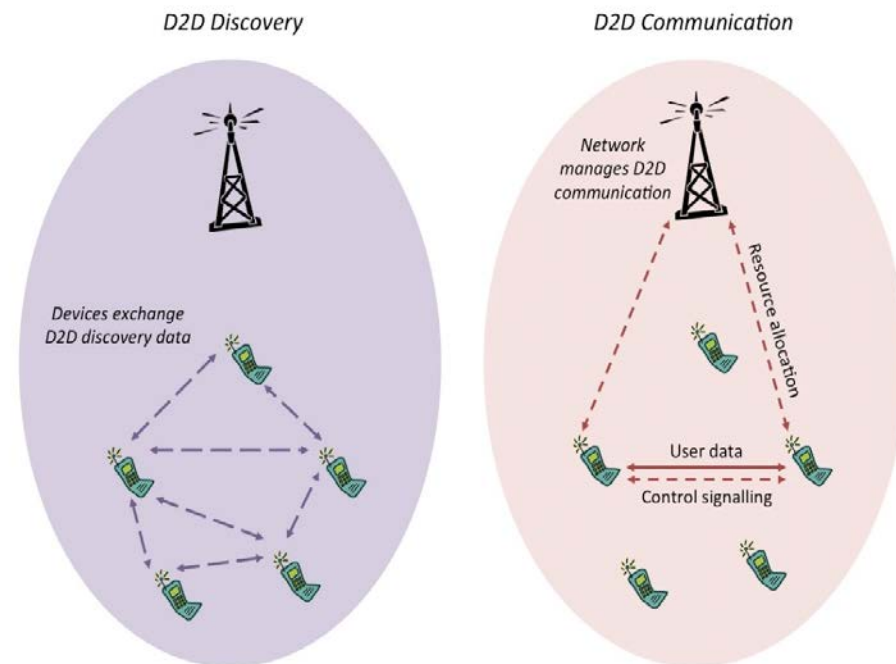 D2D Discovery
Devices exchange
D2D discovery data
D2D Communication
Network
manages D2D
communication
Resource allocation
User data
Control signalling